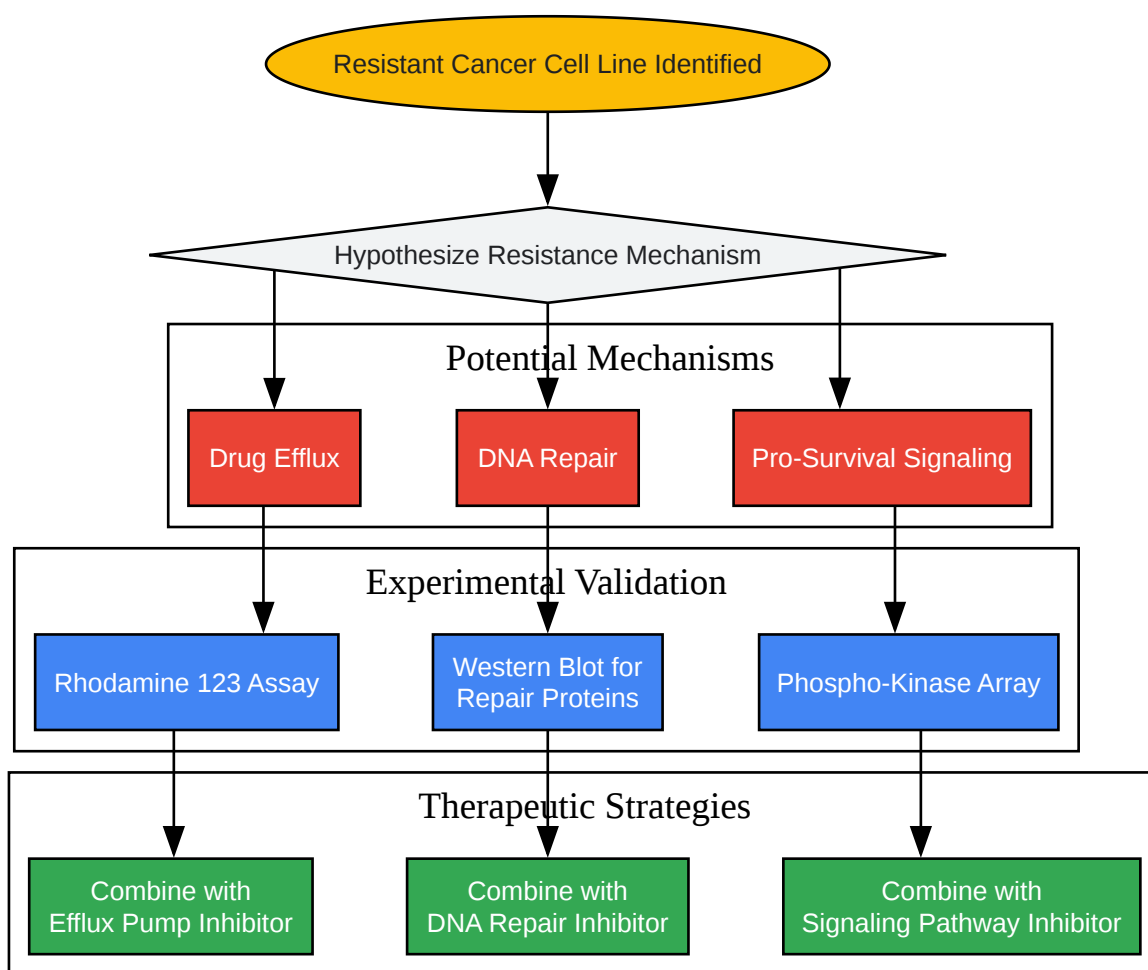 Resistant Cancer Cell Line Identified
Hypothesize Resistance Mechanism
Potential Mechanisms
Drug Efflux
DNA Repair
Pro-Survival Signaling
Experimental Validation
Rhodamine 123 Assay
Western Blot for
Repair Proteins
Phospho-Kinase Array
Therapeutic Strategies
Combine with
Efflux Pump Inhibitor
Combine with
DNA Repair Inhibitor
Combine with
Signaling Pathway Inhibitor